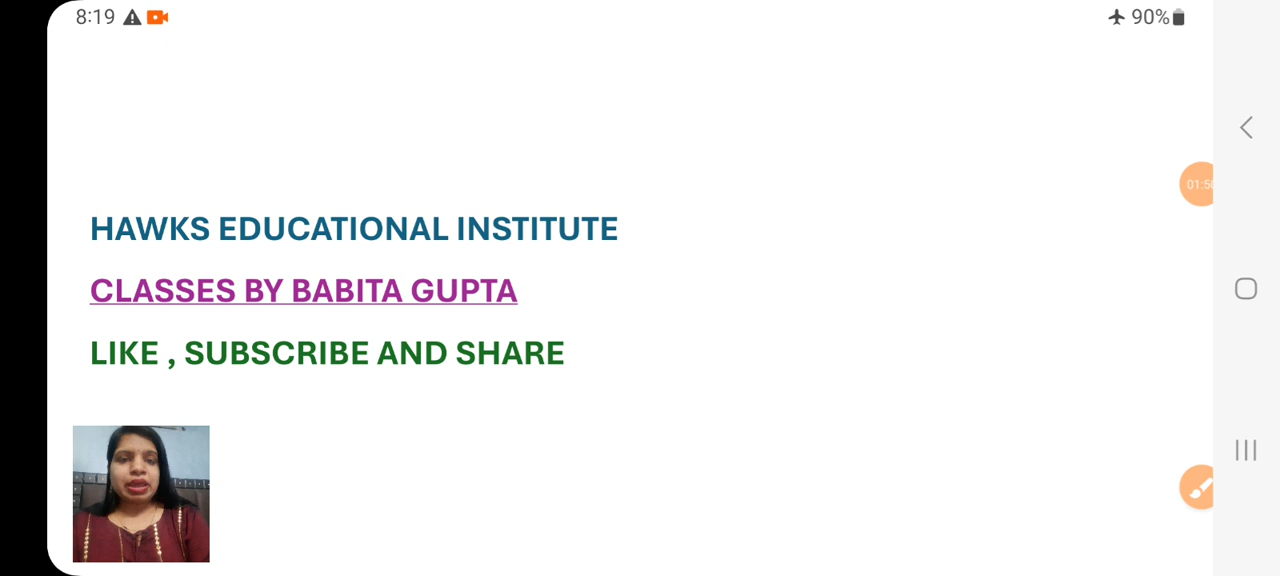 8:19
90%
HAWKS EDUCATIONAL INSTITUTE
CLASSES BY BABITA GUPTA
LIKE , SUBSCRIBE AND SHARE